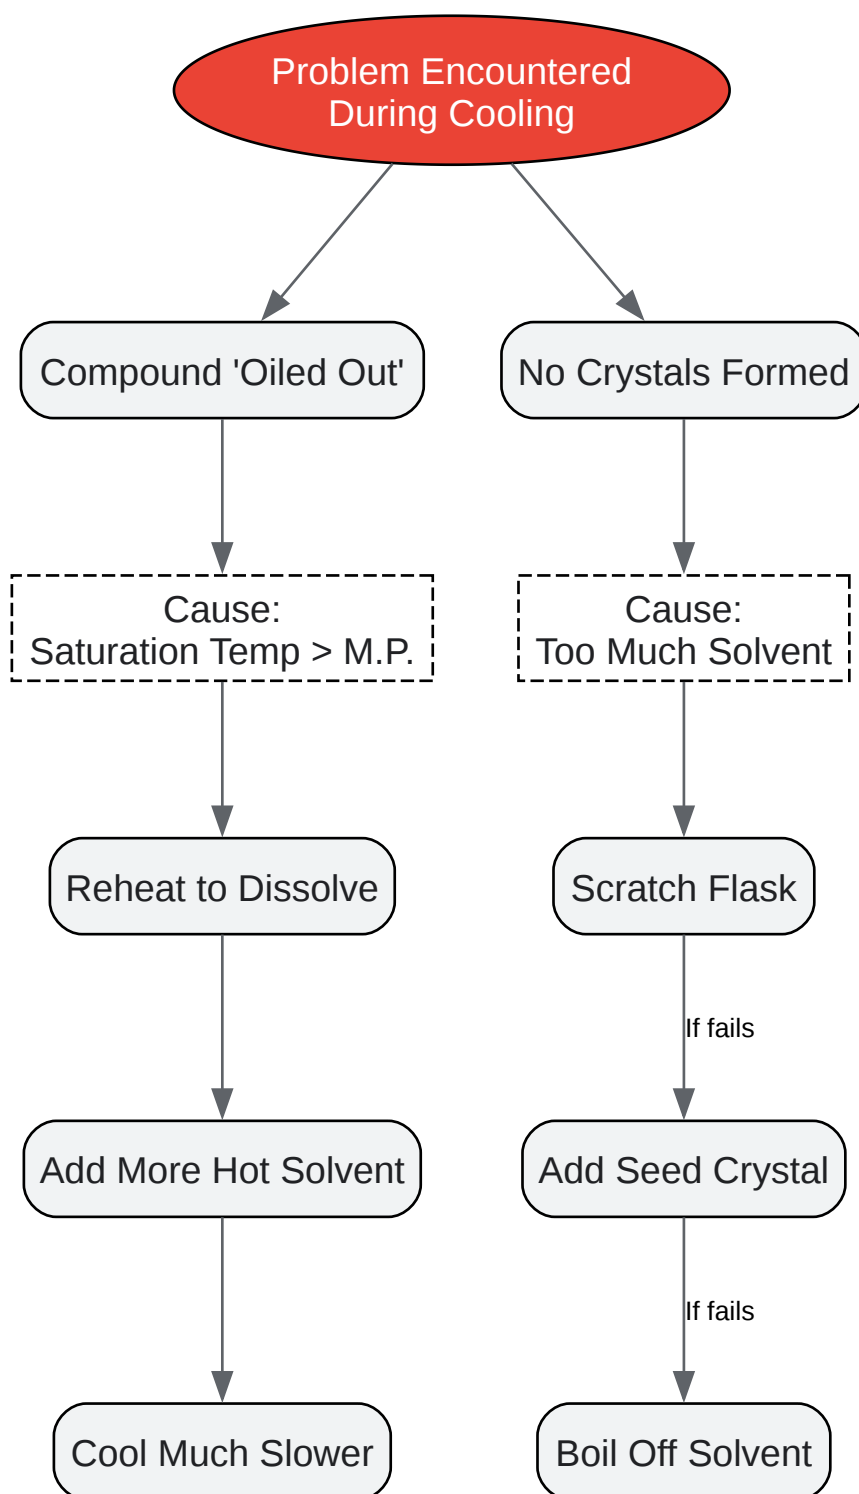 Problem Encountered
During Cooling
Compound 'Oiled Out'
No Crystals Formed
Cause:
Saturation Temp > M.P.
Cause:
Too Much Solvent
Reheat to Dissolve
Scratch Flask
If fails
Add More Hot Solvent
Add Seed Crystal
If fails
Cool Much Slower
Boil Off Solvent